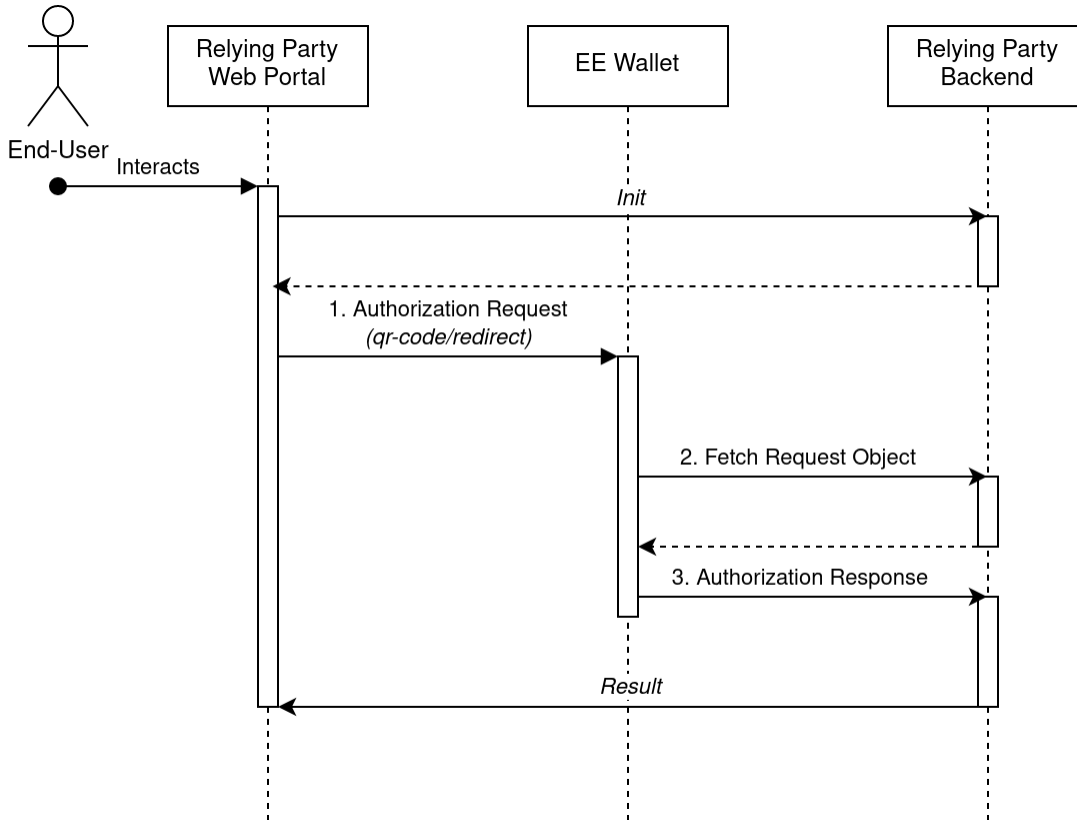 Relying Party
Web Portal
EE Wallet
Relying Party
Backend
End-User
Interacts
Init
1. Authorization Request
(qr-code/redirect)
2. Fetch Request Object
3. Authorization Response
Result